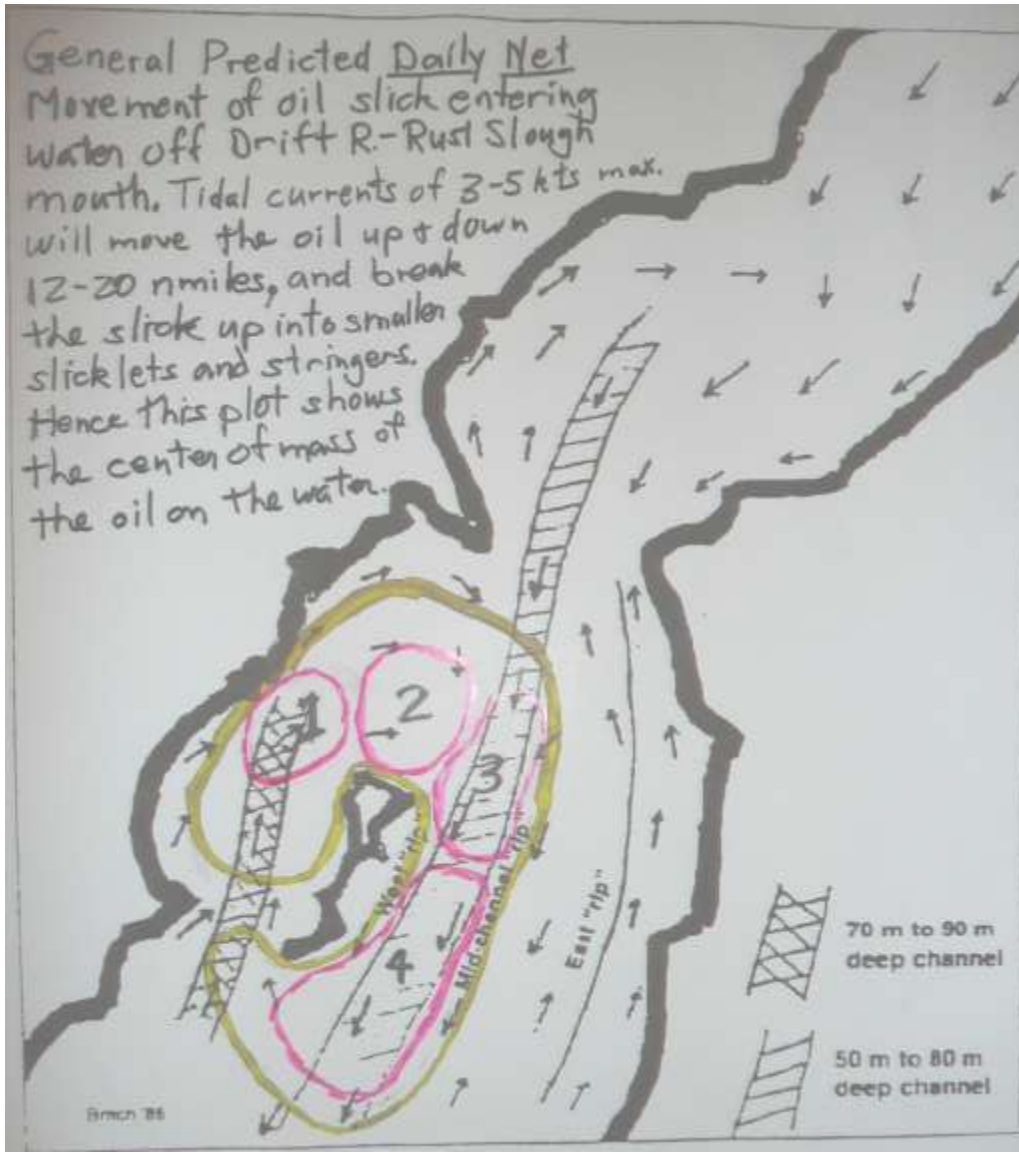 General Predicted Daily Net
Movement of oil slick entering
water off Drift R.-Rust Slough
mouth. Tidal currents of 3-5 kts max.
will move the oil up & down
12-20 nmiles, and break
the slick up into smaller
slicklets and stringers.
Hence this plot shows
the center of mass of
the oil on the water.
1
2
3
4
West "rip"
Mid-channel "rip"
East "rip"
70 m to 90 m
deep channel
50 m to 80 m
deep channel
'86